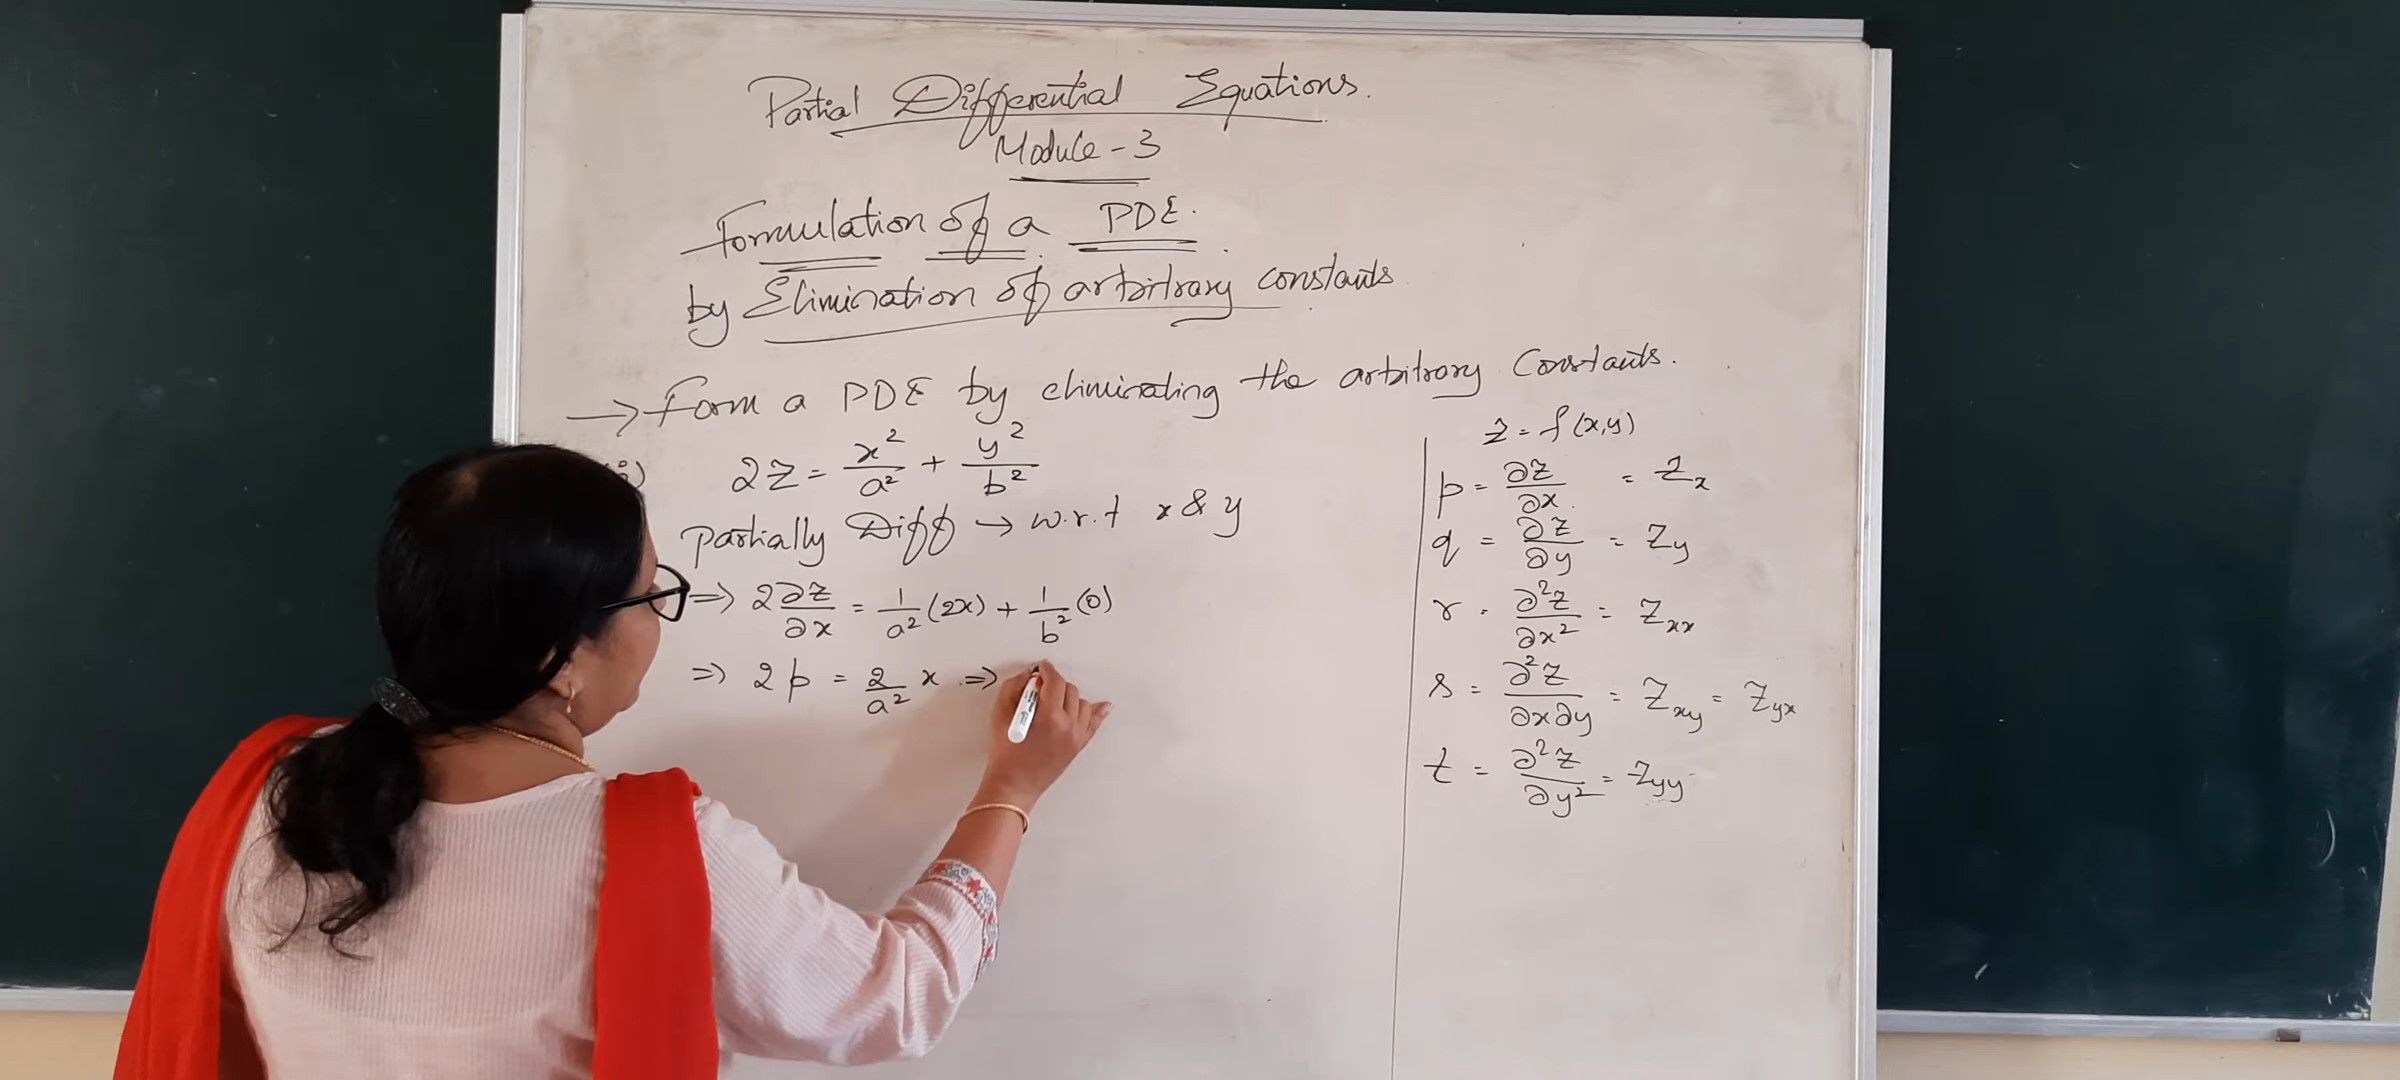 Partial Differential Equations.
Module - 3
Formulation of a PDE.
by Elimination of arbitrary constants
→ Form a PDE by eliminating the arbitrary Constants.
2z = x²/a² + y²/b²
Partially Diff → w.r.t x & y
⇒ 2 ∂z/∂x = 1/a² (2x) + 1/b² (0)
⇒ 2p = 2/a² x ⇒
z = f(x,y)
p = ∂z/∂x = Zx
q = ∂z/∂y = Zy
r = ∂²z/∂x² = Zxx
s = ∂²z/∂x∂y = Zxy = Zyx
t = ∂²z/∂y² = Zyy